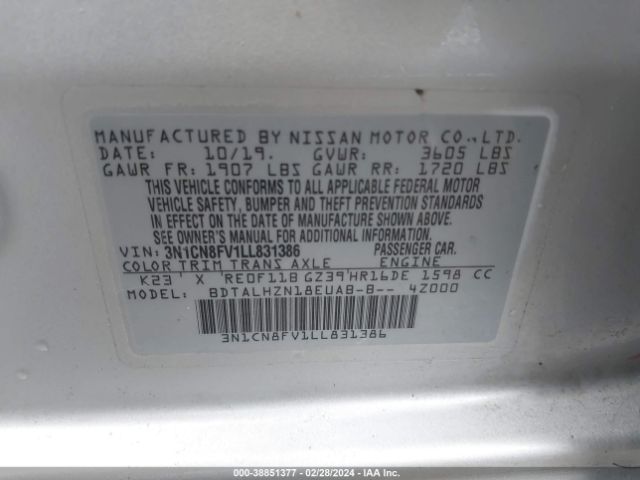 MANUFACTURED BY NISSAN MOTOR CO.,LTD.
DATE: 10/19. GVWR: 3605 LBS
GAWR FR: 1907 LBS GAWR RR: 1720 LBS
THIS VEHICLE CONFORMS TO ALL APPLICABLE FEDERAL MOTOR
VEHICLE SAFETY, BUMPER AND THEFT PREVENTION STANDARDS
IN EFFECT ON THE DATE OF MANUFACTURE SHOWN ABOVE.
SEE OWNER'S MANUAL FOR ADDITIONAL INFORMATION.
VIN: 3N1CN8FV1LL831386 PASSENGER CAR.
COLOR TRIM TRANS AXLE ENGINE
K23 X RE0F11B GZ39 HR16DE 1598 CC
MODEL: BDTALHZN18EUAB-B-- 4Z000
3N1CN8FV1LL831386
000-38851377 - 02/28/2024 - IAA Inc.